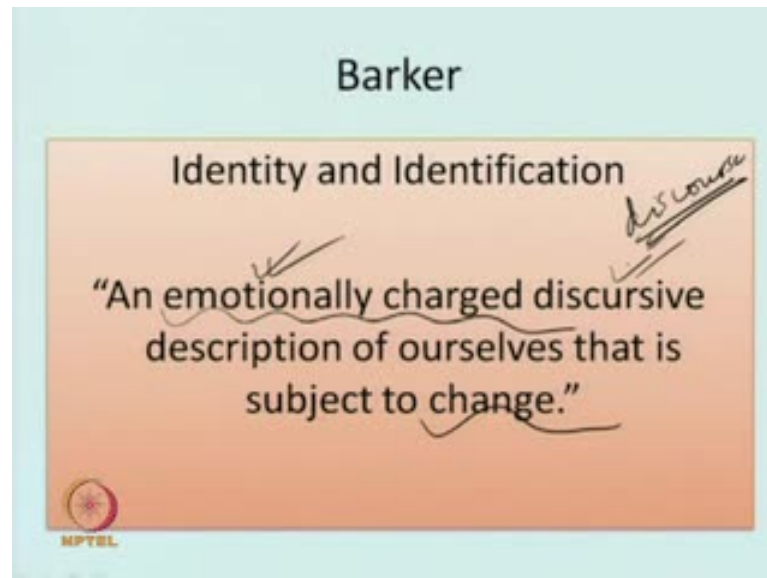 Barker
Identity and Identification
discourse
“An emotionally charged discursive
description of ourselves that is
subject to change.”
NPTEL